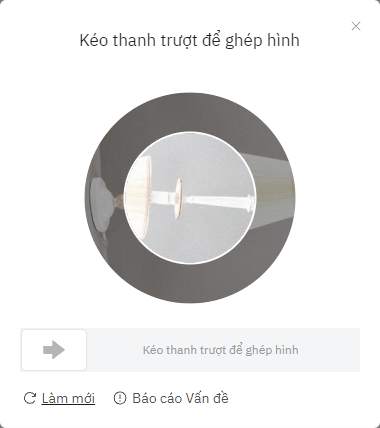 Kéo thanh trượt để ghép hình
Kéo thanh trượt để ghép hình
Làm mới
Báo cáo Vấn đề